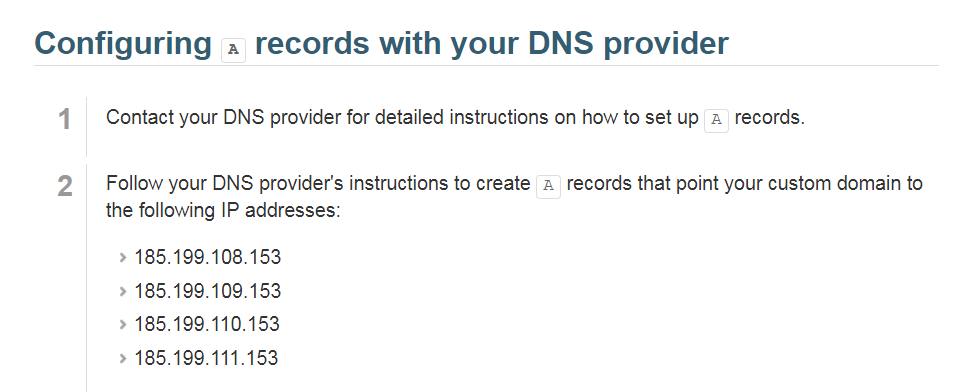 Configuring A records with your DNS provider
1 Contact your DNS provider for detailed instructions on how to set up A records.
2 Follow your DNS provider's instructions to create A records that point your custom domain to
the following IP addresses:
185.199.108.153
185.199.109.153
185.199.110.153
185.199.111.153